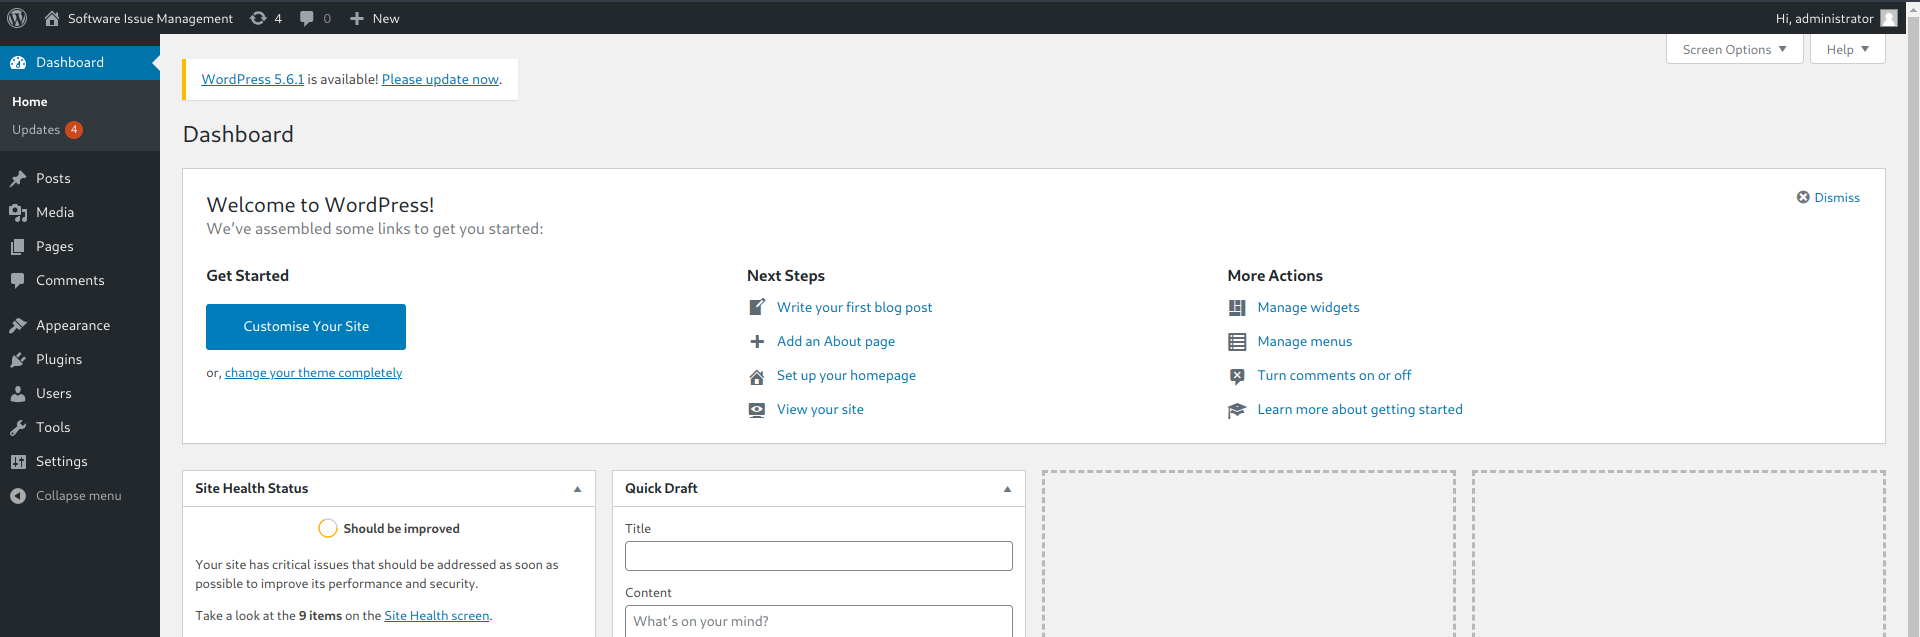 Software Issue Management 4 0 New Hi, administrator
Dashboard
Home
Updates 4
Posts
Media
Pages
Comments
Appearance
Plugins
Users
Tools
Settings
Collapse menu
Screen Options ▼ Help ▼
WordPress 5.6.1 is available! Please update now.
Dashboard
Welcome to WordPress!
We've assembled some links to get you started:
Dismiss
Get Started
Customise Your Site
or, change your theme completely
Next Steps
Write your first blog post
Add an About page
Set up your homepage
View your site
More Actions
Manage widgets
Manage menus
Turn comments on or off
Learn more about getting started
Site Health Status
Should be improved
Your site has critical issues that should be addressed as soon as
possible to improve its performance and security.
Take a look at the 9 items on the Site Health screen.
Quick Draft
Title
Content
What's on your mind?